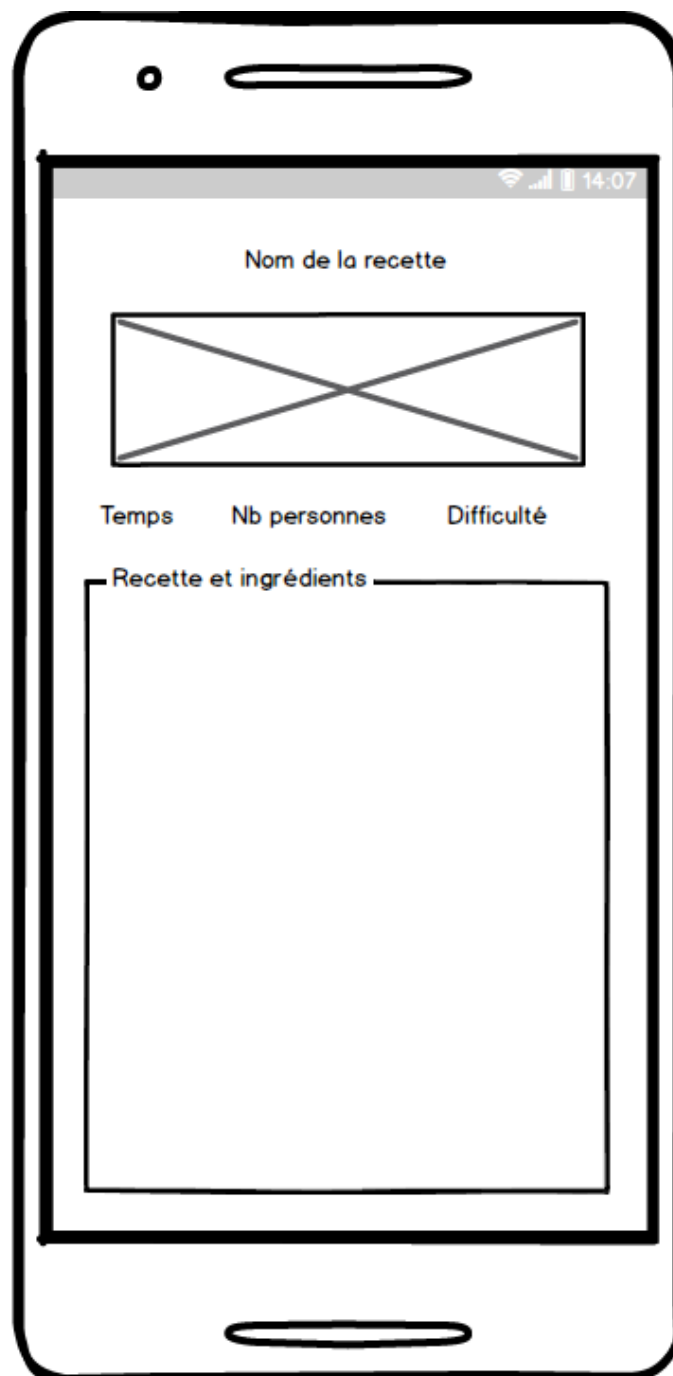 14:07
Nom de la recette
Temps Nb personnes Difficulté
Recette et ingrédients